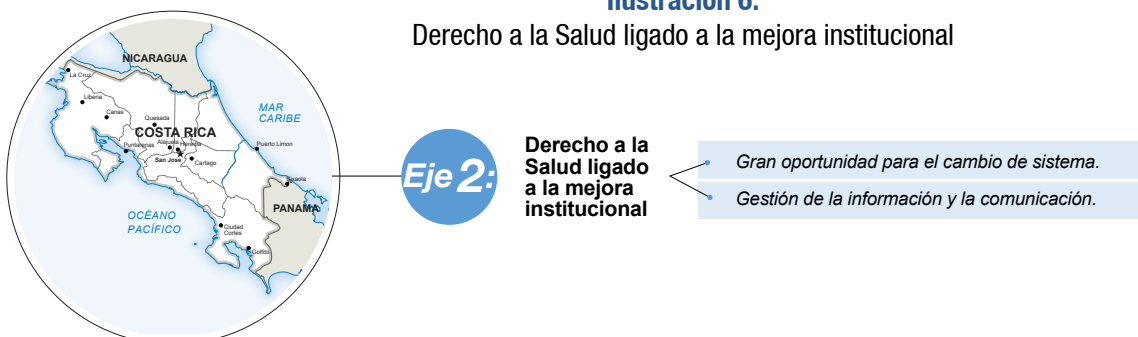 Ilustración 6.
Derecho a la Salud ligado a la mejora institucional
NICARAGUA
La Cruz
Liberia
Canas
Quesada
MAR
CARIBE
COSTA RICA
Puntarenas
Alajuela
Heredia
Puerto Limon
San José
Cartago
Sixaola
PANAMÁ
OCÉANO
PACÍFICO
Ciudad
Cortes
Golfito
Eje 2:
Derecho a la
Salud ligado
a la mejora
institucional
Gran oportunidad para el cambio de sistema.
Gestión de la información y la comunicación.